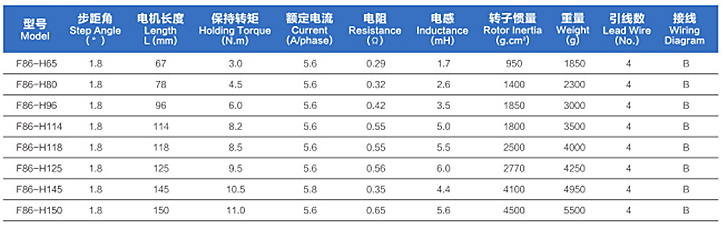 型号 步距角 电机长度 保持转矩 额定电流 电阻 电感 转子惯量 重量 引线数 接线
Model Step Angle Length Holding Torque Current Resistance Inductance Rotor Inertia Weight Lead Wire Wiring
(°) L (mm) (N.m) (A/phase) (Ω) (mH) (g.cm³) (g) (No.) Diagram
F86-H65 1.8 67 3.0 5.6 0.29 1.7 950 1850 4 B
F86-H80 1.8 78 4.5 5.6 0.32 2.6 1400 2300 4 B
F86-H96 1.8 96 6.0 5.6 0.42 3.5 1850 3000 4 B
F86-H114 1.8 114 8.2 5.6 0.55 5.0 1800 3500 4 B
F86-H118 1.8 118 8.5 5.6 0.55 5.5 2500 4000 4 B
F86-H125 1.8 125 9.5 5.6 0.56 6.0 2770 4250 4 B
F86-H145 1.8 145 10.5 5.8 0.35 4.4 4100 4950 4 B
F86-H150 1.8 150 11.0 5.6 0.65 5.6 4500 5500 4 B